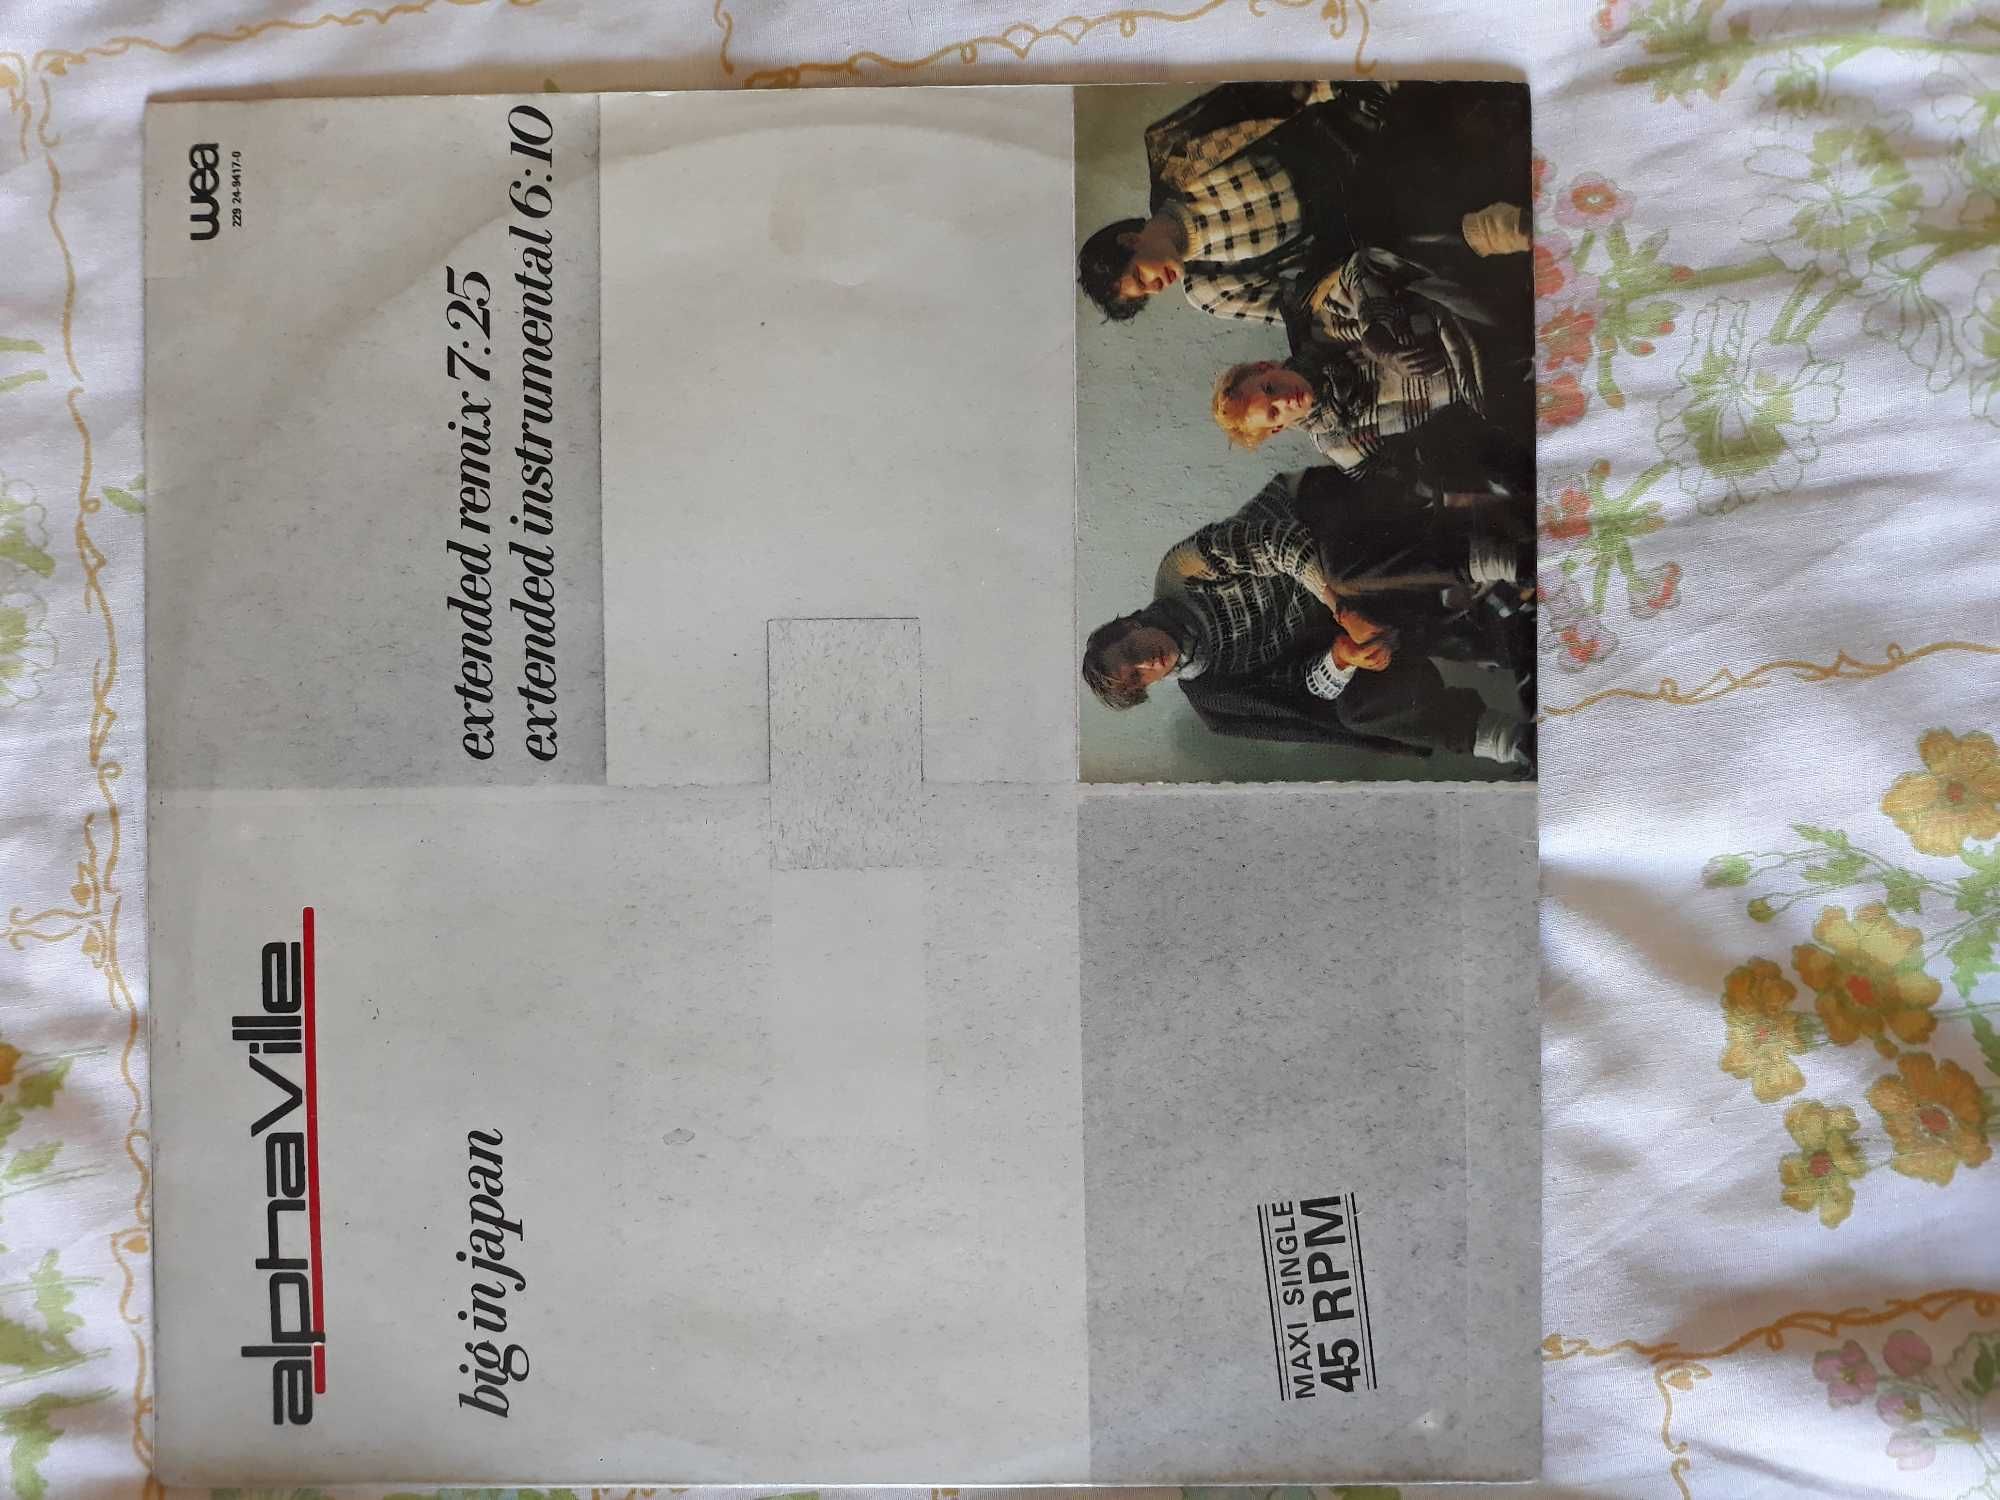 alphaville
wea
229 24-9417-0
big in japan
extended remix 7:25
extended instrumental 6:10
MAXI SINGLE
45 RPM